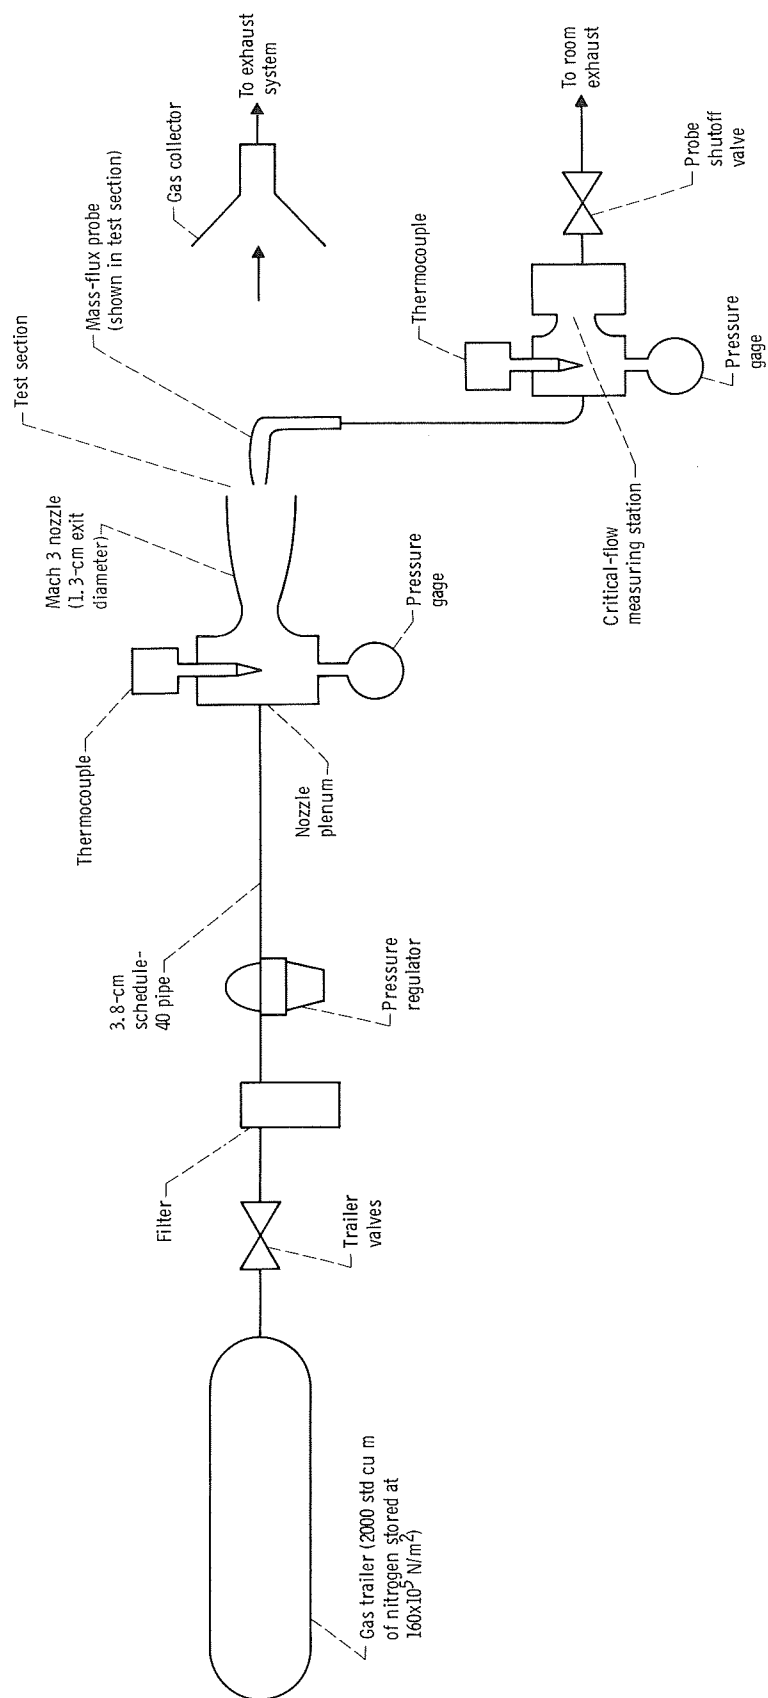 Gas trailer (2000 std cu m
of nitrogen stored at
160x10⁵ N/m²)
Trailer
valves
Filter
Pressure
regulator
3.8-cm
schedule-
40 pipe
Thermocouple
Nozzle
plenum
Pressure
gage
Mach 3 nozzle
(1.3-cm exit
diameter)
Test section
Mass-flux probe
(shown in test section)
Gas collector
To exhaust
system
Thermocouple
Critical-flow
measuring station
Pressure
gage
Probe
shutoff
valve
To room
exhaust